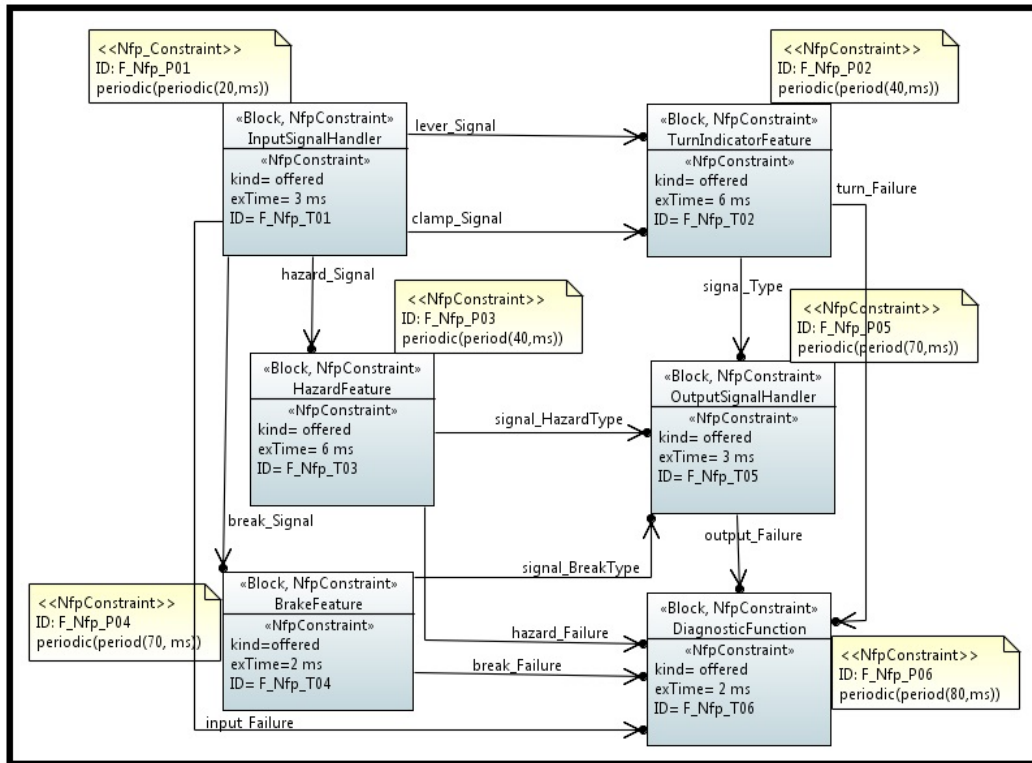 <<Nfp_Constraint>>
ID: F_Nfp_P01
periodic(periodic(20,ms))
<<NfpConstraint>>
ID: F_Nfp_P02
periodic(period(40,ms))
«Block, NfpConstraint»
InputSignalHandler
«NfpConstraint»
kind= offered
exTime= 3 ms
ID= F_Nfp_T01
lever_Signal
clamp_Signal
«Block, NfpConstraint»
TurnIndicatorFeature
«NfpConstraint»
kind= offered
exTime= 6 ms
ID= F_Nfp_T02
turn_Failure
hazard_Signal
signal_Type
<<NfpConstraint>>
ID: F_Nfp_P03
periodic(period(40,ms))
<<NfpConstraint>>
ID: F_Nfp_P05
periodic(period(70,ms))
«Block, NfpConstraint»
HazardFeature
«NfpConstraint»
kind= offered
exTime= 6 ms
ID= F_Nfp_T03
signal_HazardType
«Block, NfpConstraint»
OutputSignalHandler
«NfpConstraint»
kind= offered
exTime= 3 ms
ID= F_Nfp_T05
break_Signal
output_Failure
signal_BreakType
<<NfpConstraint>>
ID: F_Nfp_P04
periodic(period(70, ms))
«Block, NfpConstraint»
BrakeFeature
«NfpConstraint»
kind=offered
exTime=2 ms
ID= F_Nfp_T04
hazard_Failure
break_Failure
input_Failure
«Block, NfpConstraint»
DiagnosticFunction
«NfpConstraint»
kind= offered
exTime= 2 ms
ID= F_Nfp_T06
<<NfpConstraint>>
ID: F_Nfp_P06
periodic(period(80,ms))